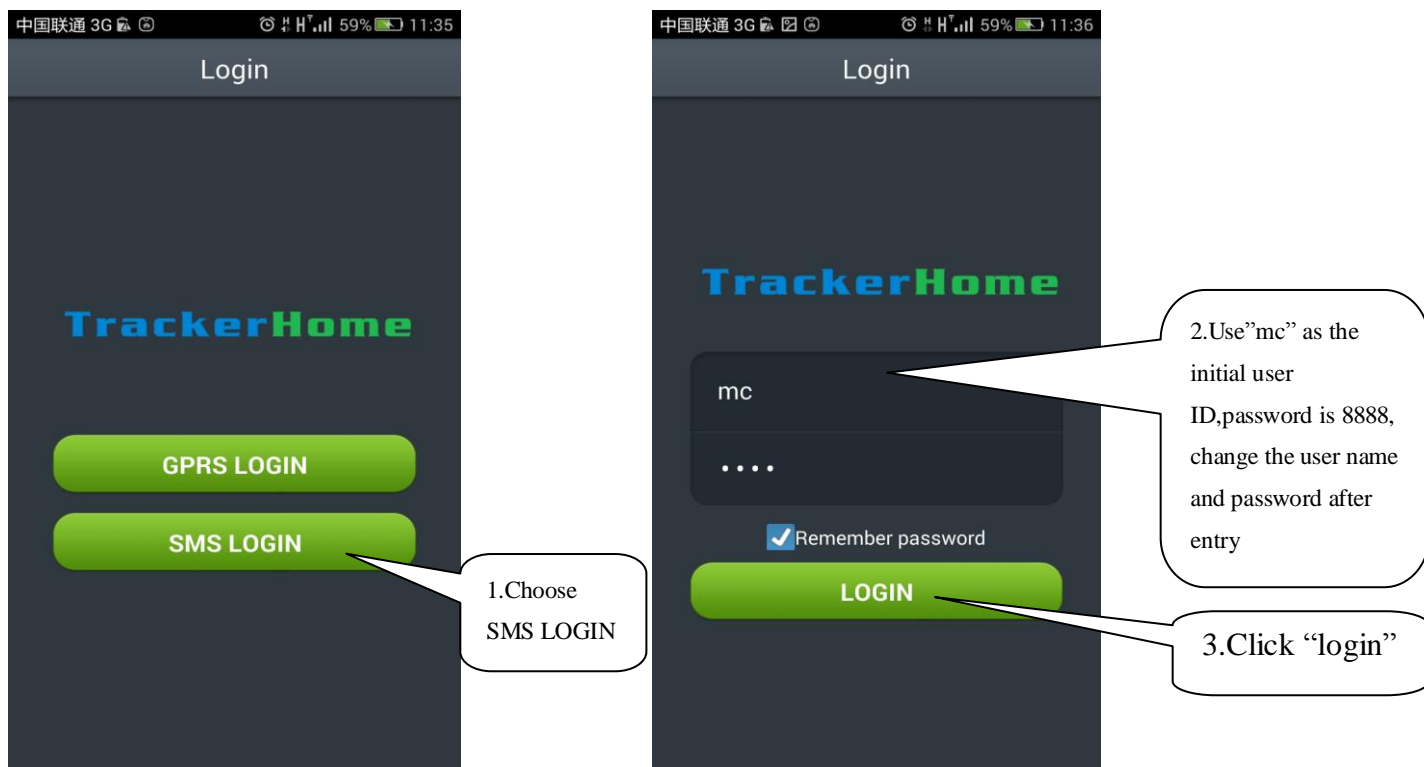 中国联通 3G 59% 11:35
Login
TrackerHome
GPRS LOGIN
SMS LOGIN
1.Choose
SMS LOGIN
中国联通 3G 59% 11:36
Login
TrackerHome
mc
••••
Remember password
LOGIN
2.Use”mc” as the
initial user
ID,password is 8888,
change the user name
and password after
entry
3.Click “login”